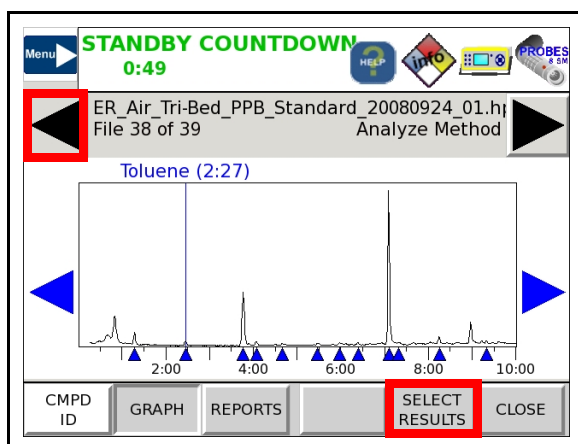 Menu
STANDBY COUNTDOWN
0:49
HELP
info
PROBES
& SM
ER_Air_Tri-Bed_PPB_Standard_20080924_01.h
File 38 of 39
Analyze Method
Toluene (2:27)
2:00 4:00 6:00 8:00 10:00
CMPD
ID
GRAPH
REPORTS
SELECT
RESULTS
CLOSE